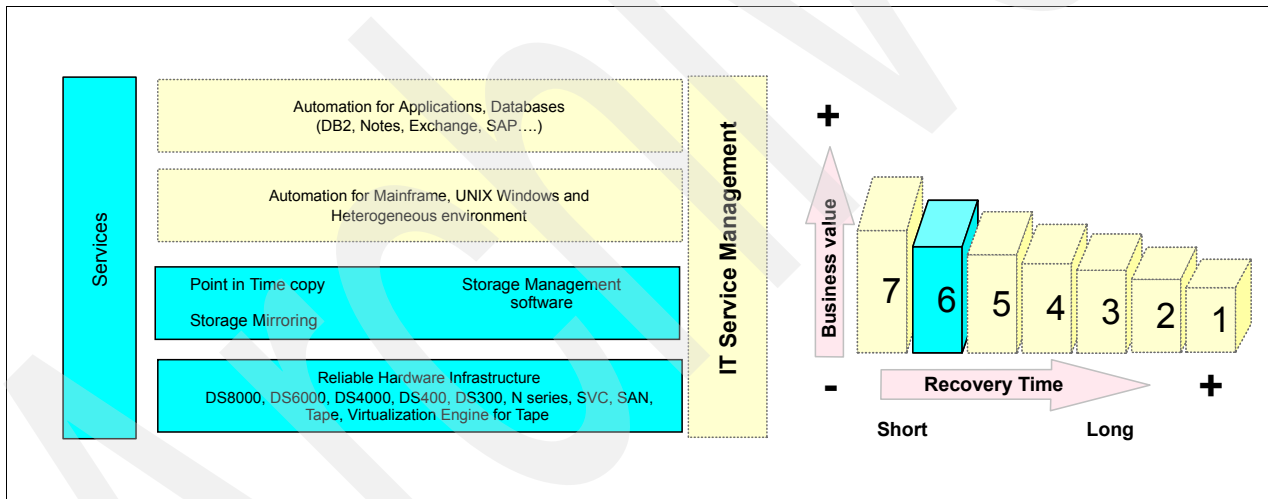 Services
Automation for Applications, Databases
(DB2, Notes, Exchange, SAP….)
Automation for Mainframe, UNIX Windows and
Heterogeneous environment
Point in Time copy
Storage Mirroring
Storage Management
software
Reliable Hardware Infrastructure
DS8000, DS6000, DS4000, DS400, DS300, N series, SVC, SAN,
Tape, Virtualization Engine for Tape
IT Service Management
+
Business value
-
7
6
5
4
3
2
1
Recovery Time
+
Short
Long